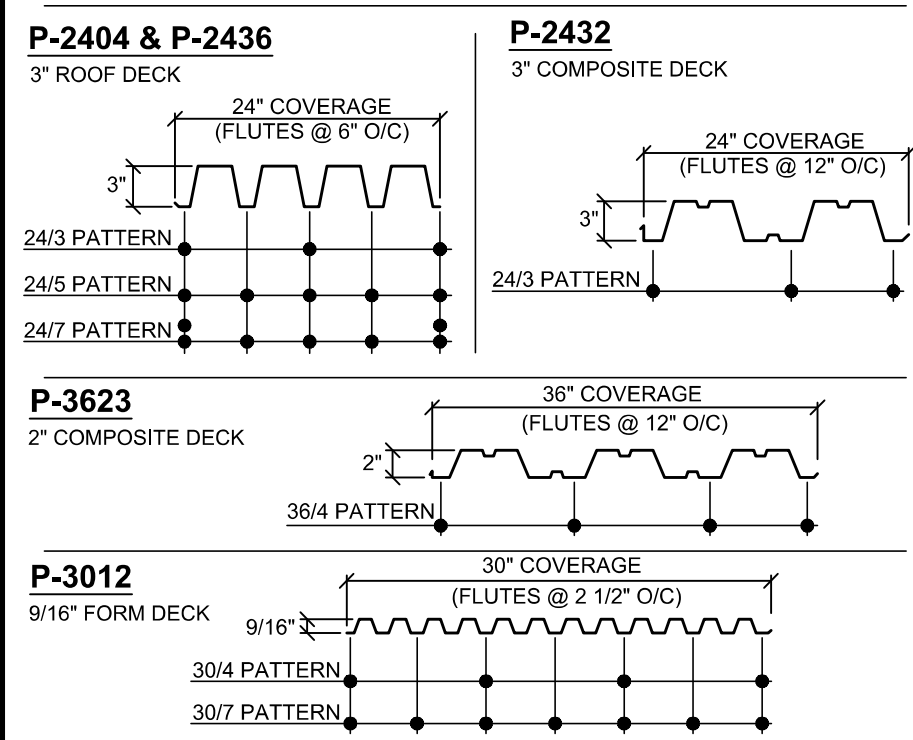 P-2404 & P-2436
3" ROOF DECK
24" COVERAGE
(FLUTES @ 6" O/C)
3"
24/3 PATTERN
24/5 PATTERN
24/7 PATTERN
P-2432
3" COMPOSITE DECK
24" COVERAGE
(FLUTES @ 12" O/C)
3"
24/3 PATTERN
P-3623
2" COMPOSITE DECK
36" COVERAGE
(FLUTES @ 12" O/C)
2"
36/4 PATTERN
P-3012
9/16" FORM DECK
30" COVERAGE
(FLUTES @ 2 1/2" O/C)
9/16"
30/4 PATTERN
30/7 PATTERN